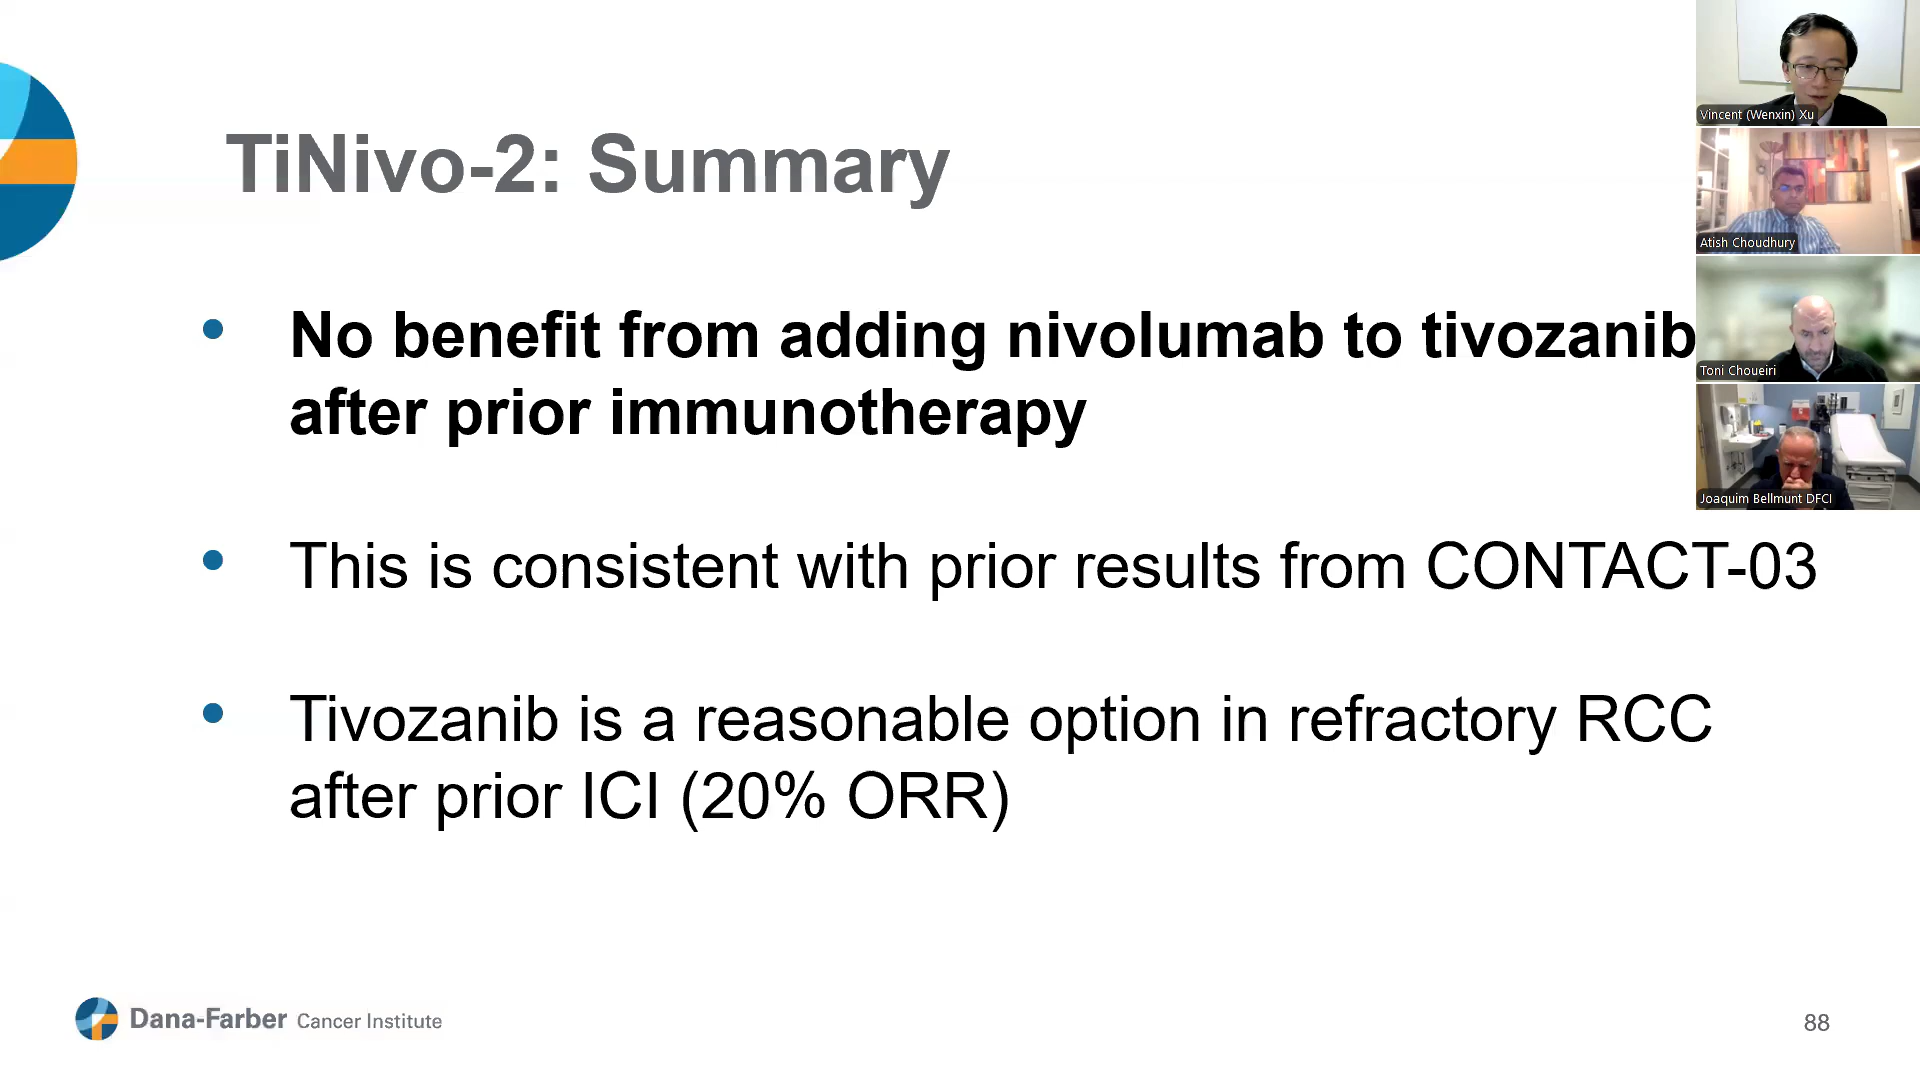 TiNivo-2: Summary
• No benefit from adding nivolumab to tivozanib
after prior immunotherapy
• This is consistent with prior results from CONTACT-03
• Tivozanib is a reasonable option in refractory RCC
after prior ICI (20% ORR)
Dana-Farber Cancer Institute
88
Vincent (Wenxin) Xu
Atish Choudhury
Toni Choueiri
Joaquim Bellmunt DFCI